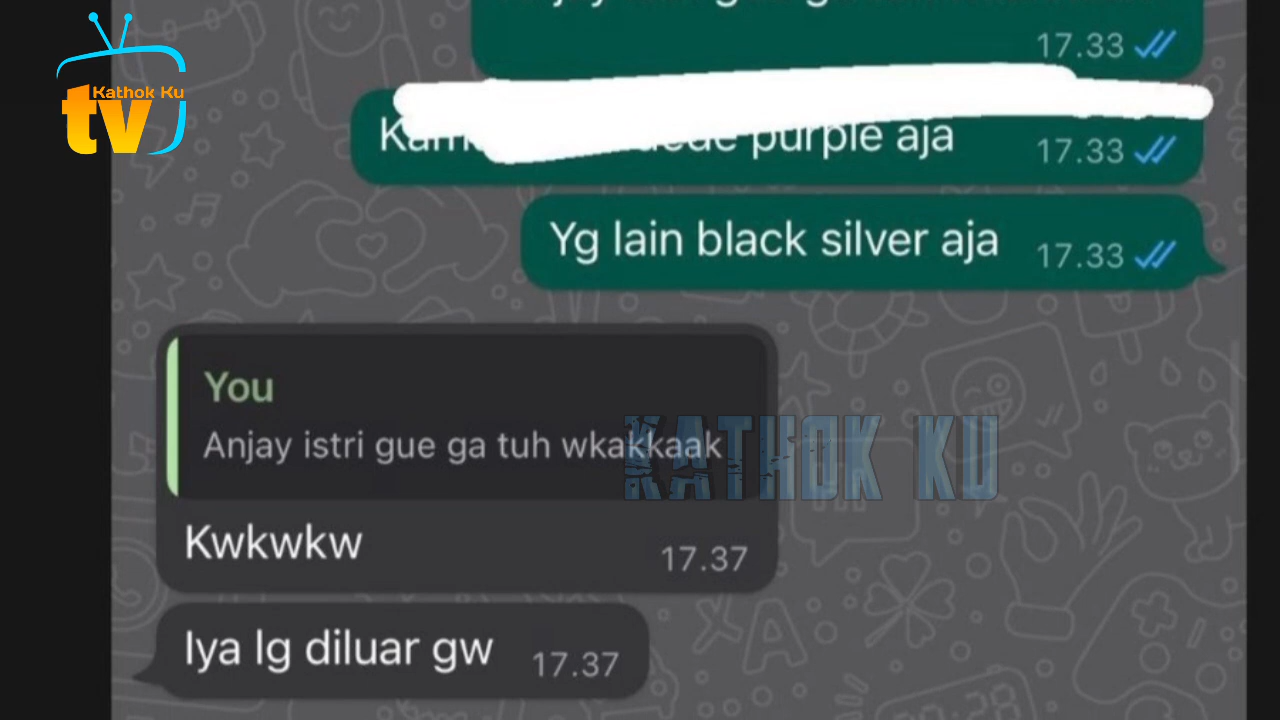 Kathok Ku
tv
17.33
purple aja
17.33
Yg lain black silver aja
17.33
You
Anjay istri gue ga tuh wkakkaak
KATHOK KU
Kwkwkw
17.37
Iya lg diluar gw
17.37